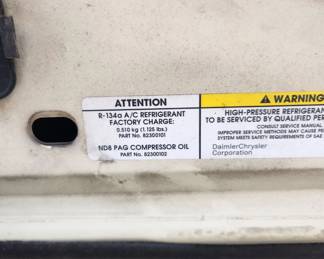 ATTENTION
R-134a A/C REFRIGERANT
FACTORY CHARGE:
0.510 kg (1.125 lbs.)
PART No. 82300101
ND8 PAG COMPRESSOR OIL
PART No. 82300102
WARNING
HIGH-PRESSURE REFRIGERAN
TO BE SERVICED BY QUALIFIED PER
CONSULT SERVICE MANUAL
IMPROPER SERVICE METHODS MAY CAUSE PE
SYSTEM MEETS SAFETY REQUIREMENTS OF SAE
DaimlerChrysler
Corporation